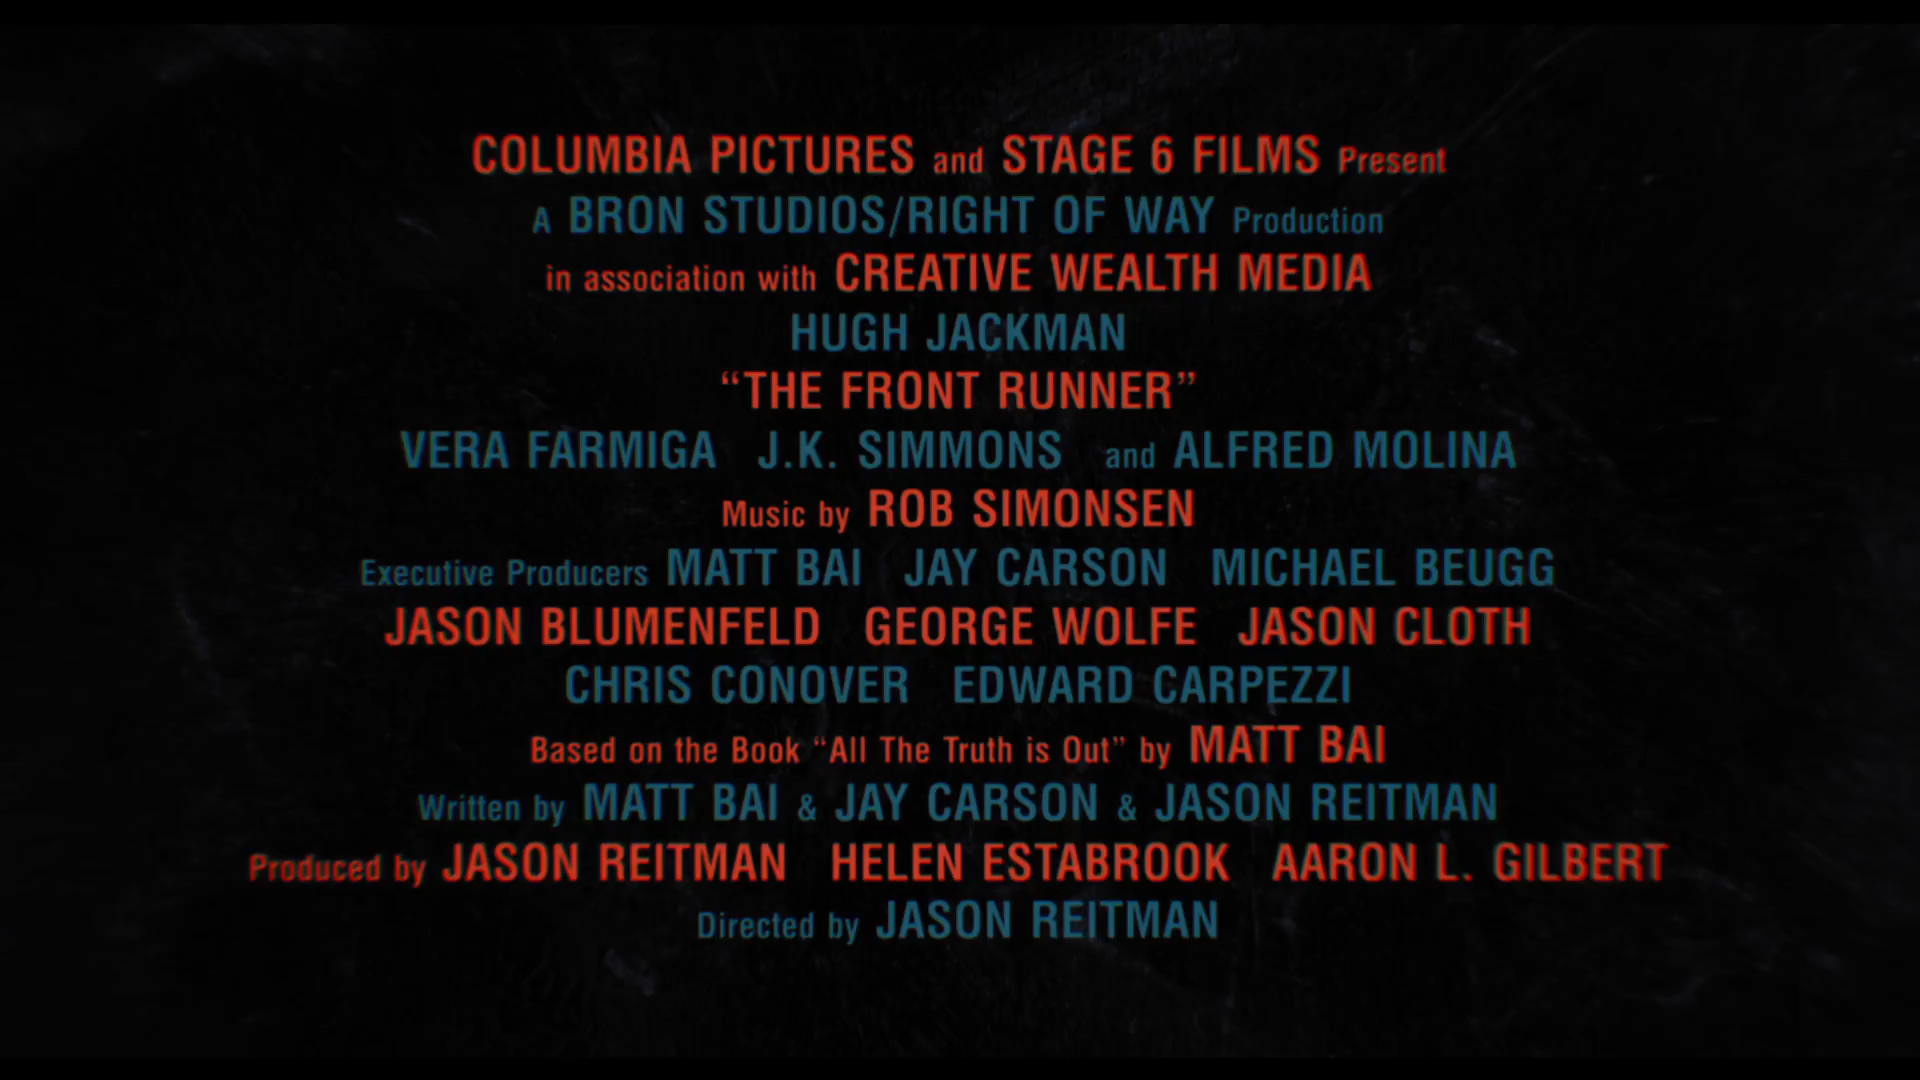 COLUMBIA PICTURES and STAGE 6 FILMS Present
A BRON STUDIOS/RIGHT OF WAY Production
in association with CREATIVE WEALTH MEDIA
HUGH JACKMAN
“THE FRONT RUNNER”
VERA FARMIGA J.K. SIMMONS and ALFRED MOLINA
Music by ROB SIMONSEN
Executive Producers MATT BAI JAY CARSON MICHAEL BEUGG
JASON BLUMENFELD GEORGE WOLFE JASON CLOTH
CHRIS CONOVER EDWARD CARPEZZI
Based on the Book “All The Truth is Out” by MATT BAI
Written by MATT BAI & JAY CARSON & JASON REITMAN
Produced by JASON REITMAN HELEN ESTABROOK AARON L. GILBERT
Directed by JASON REITMAN